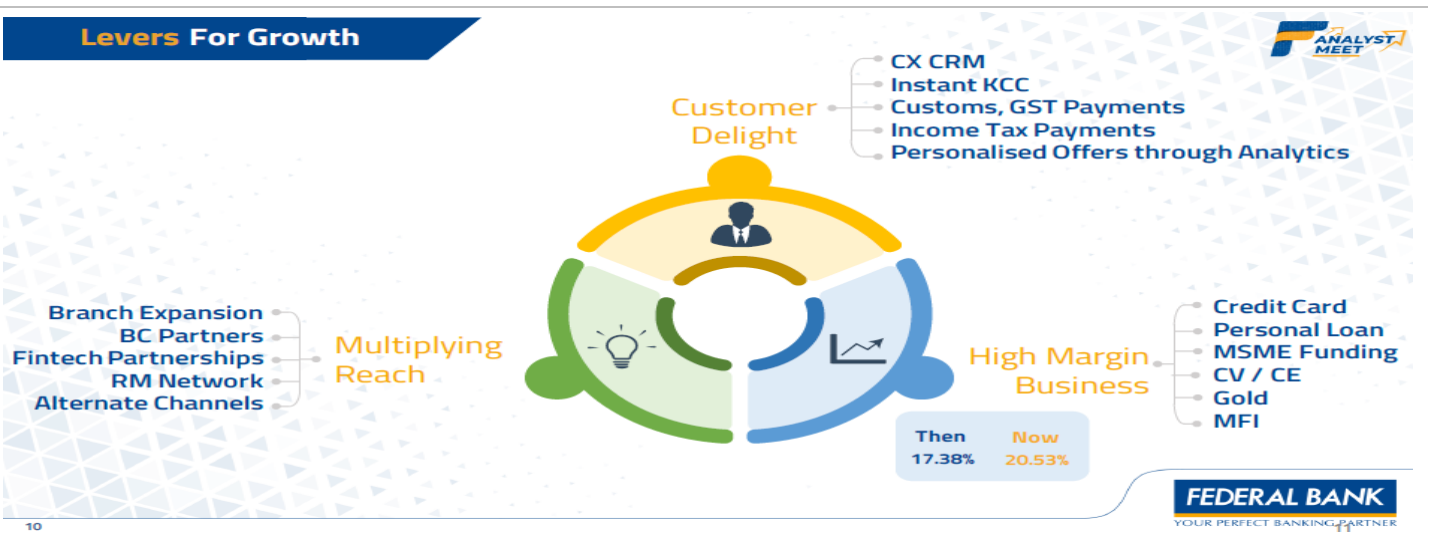 Levers For Growth
ANALYST
MEET
Customer
Delight
CX CRM
Instant KCC
Customs, GST Payments
Income Tax Payments
Personalised Offers through Analytics
Branch Expansion
BC Partners
Fintech Partnerships
RM Network
Alternate Channels
Multiplying
Reach
High Margin
Business
Credit Card
Personal Loan
MSME Funding
CV / CE
Gold
MFI
Then Now
17.38% 20.53%
FEDERAL BANK
YOUR PERFECT BANKING PARTNER
10
11